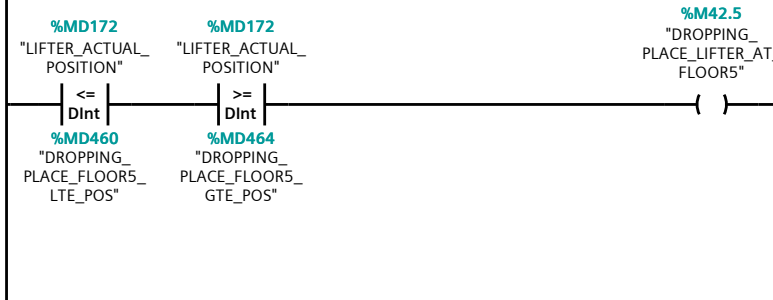 %MD172
"LIFTER_ACTUAL_
POSITION"
<=
DInt
%MD460
"DROPPING_
PLACE_FLOOR5_
LTE_POS"
%MD172
"LIFTER_ACTUAL_
POSITION"
>=
DInt
%MD464
"DROPPING_
PLACE_FLOOR5_
GTE_POS"
%M42.5
"DROPPING_
PLACE_LIFTER_AT_
FLOOR5"
( )